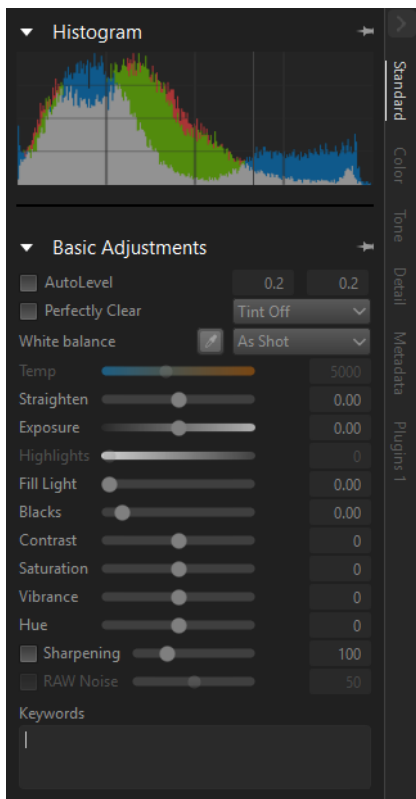 Histogram
Basic Adjustments
AutoLevel 0.2 0.2
Perfectly Clear Tint Off
White balance As Shot
Temp 5000
Straighten 0.00
Exposure 0.00
Highlights 0
Fill Light 0.00
Blacks 0.00
Contrast 0
Saturation 0
Vibrance 0
Hue 0
Sharpening 100
RAW Noise 50
Keywords
Standard
Color
Tone
Detail
Metadata
Plugins 1